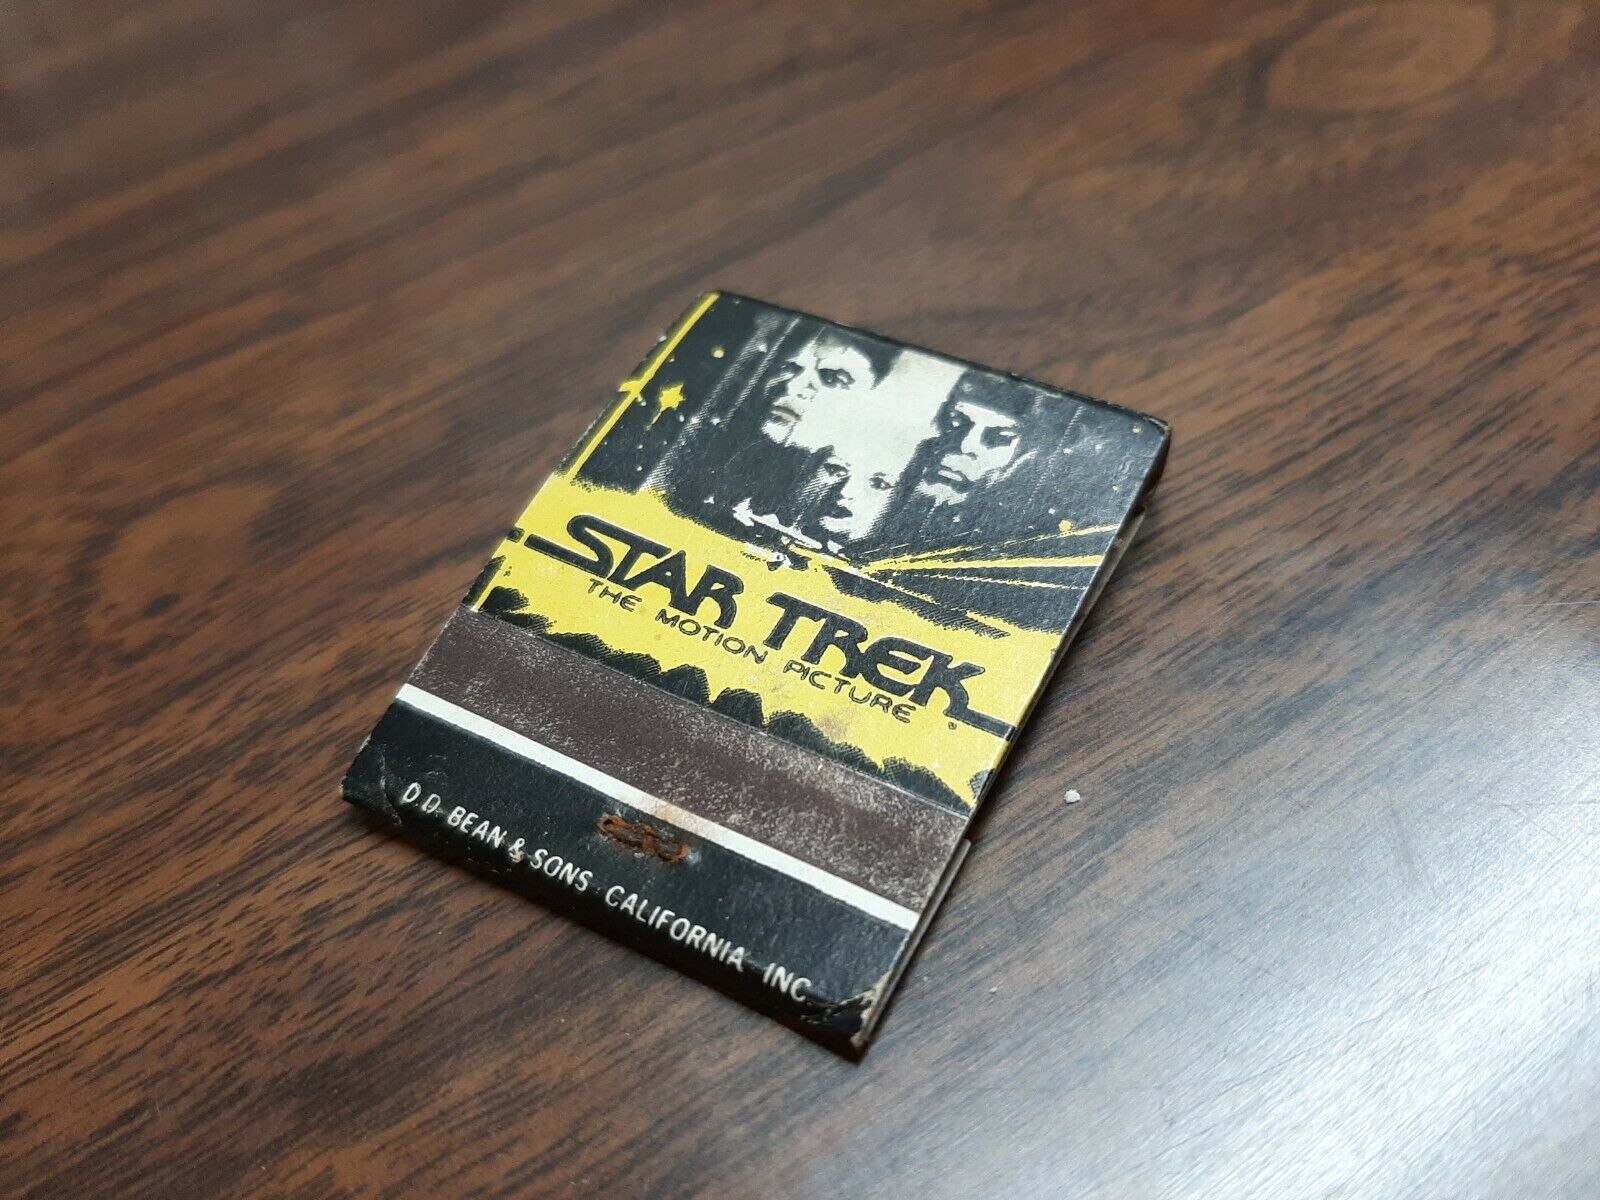 STAR TREK
THE MOTION PICTURE
D.D. BEAN & SONS CALIFORNIA INC.